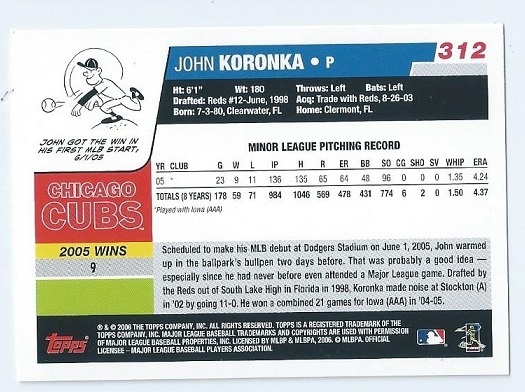 312
JOHN KORONKA • P
Ht: 6'1" Wt: 180 Throws: Left Bats: Left
Drafted: Reds #12-June, 1998 Acq: Trade with Reds, 8-26-03
Born: 7-3-80, Clearwater, FL Home: Clermont, FL
JOHN GOT THE WIN IN
HIS FIRST MLB START,
6/1/05
MINOR LEAGUE PITCHING RECORD
YR CLUB G W L IP H R ER BB SO CG SHO SV WHIP ERA
05 * 23 9 11 136 135 65 64 48 96 0 0 0 1.35 4.24
TOTALS (8 YEARS) 178 59 71 984 1046 569 478 431 774 6 2 0 1.50 4.37
*Played with Iowa (AAA)
CHICAGO
CUBS
2005 WINS
9
Scheduled to make his MLB debut at Dodgers Stadium on June 1, 2005, John warmed
up in the ballpark's bullpen two days before. That was probably a good idea —
especially since he had never before even attended a Major League game. Drafted by
the Reds out of South Lake High in Florida in 1998, Koronka made noise at Stockton (A)
in '02 by going 11-0. He won a combined 21 games for Iowa (AAA) in '04-05.
Topps
® & © 2006 THE TOPPS COMPANY, INC. ALL RIGHTS RESERVED. TOPPS IS A REGISTERED TRADEMARK OF THE
TOPPS COMPANY, INC. MAJOR LEAGUE BASEBALL TRADEMARKS AND COPYRIGHTS ARE USED WITH PERMISSION
OF MAJOR LEAGUE BASEBALL PROPERTIES, INC. LICENSED BY MLBP & MLBPA, 2006. © MLBPA. OFFICIAL
LICENSEE – MAJOR LEAGUE BASEBALL PLAYERS ASSOCIATION